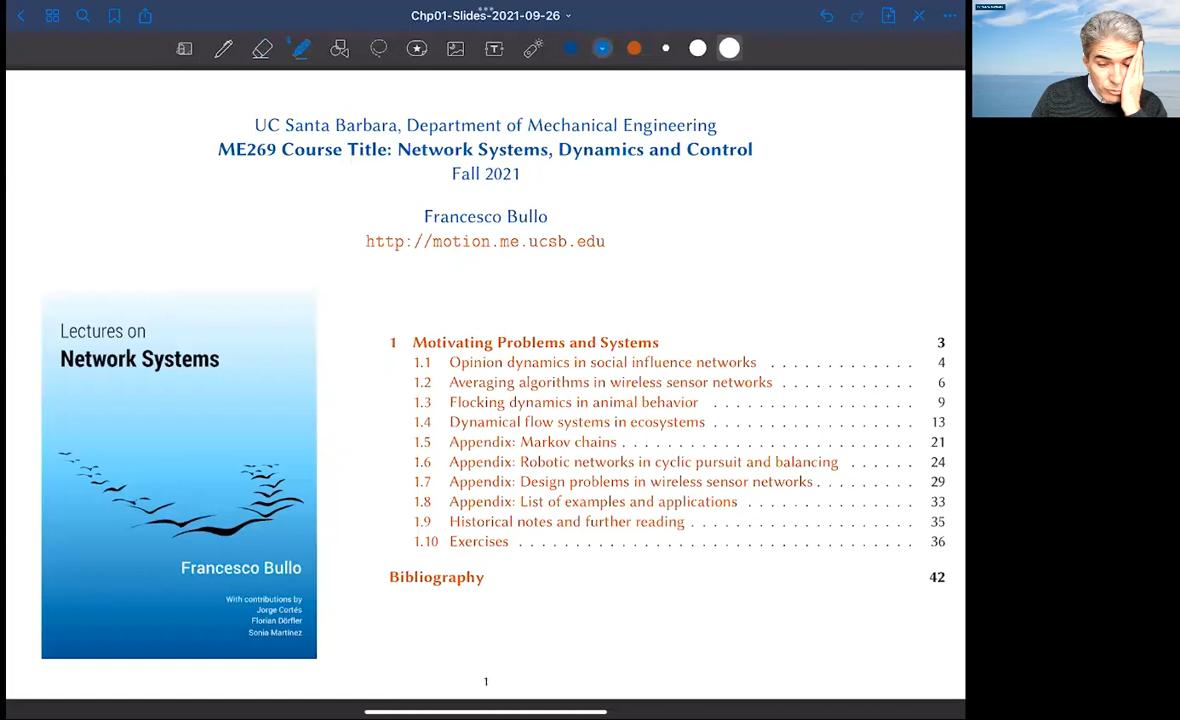 Chp01-Slides-2021-09-26
UC Santa Barbara, Department of Mechanical Engineering
ME269 Course Title: Network Systems, Dynamics and Control
Fall 2021
Francesco Bullo
http://motion.me.ucsb.edu
Lectures on
Network Systems
Francesco Bullo
With contributions by
Jorge Cortés
Florian Dörfler
Sonia Martínez
1 Motivating Problems and Systems 3
1.1 Opinion dynamics in social influence networks . . . . . . . . . . . . . 4
1.2 Averaging algorithms in wireless sensor networks . . . . . . . . . . . . 6
1.3 Flocking dynamics in animal behavior . . . . . . . . . . . . . . . . . 9
1.4 Dynamical flow systems in ecosystems . . . . . . . . . . . . . . . . . 13
1.5 Appendix: Markov chains . . . . . . . . . . . . . . . . . . . . . . . . 21
1.6 Appendix: Robotic networks in cyclic pursuit and balancing . . . . . . 24
1.7 Appendix: Design problems in wireless sensor networks . . . . . . . . 29
1.8 Appendix: List of examples and applications . . . . . . . . . . . . . . 33
1.9 Historical notes and further reading . . . . . . . . . . . . . . . . . . . 35
1.10 Exercises . . . . . . . . . . . . . . . . . . . . . . . . . . . . . . . . 36
Bibliography 42
1